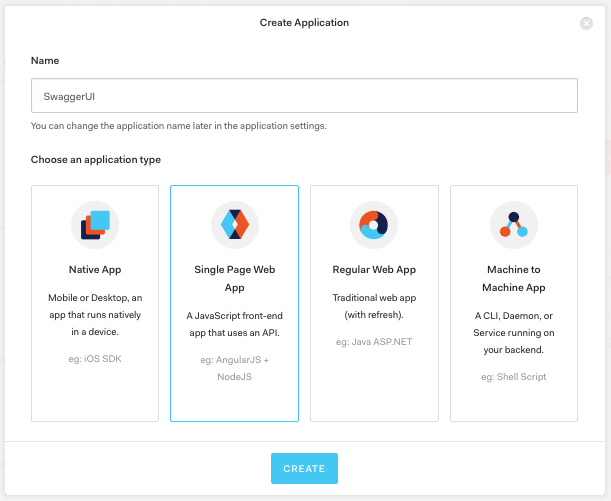 Create Application
Name
SwaggerUI
You can change the application name later in the application settings.
Choose an application type
Native App
Mobile or Desktop, an
app that runs natively
in a device.
eg: iOS SDK
Single Page Web
App
A JavaScript front-end
app that uses an API.
eg: AngularJS +
NodeJS
Regular Web App
Traditional web app
(with refresh).
eg: Java ASP.NET
Machine to
Machine App
A CLI, Daemon, or
Service running on
your backend.
eg: Shell Script
CREATE